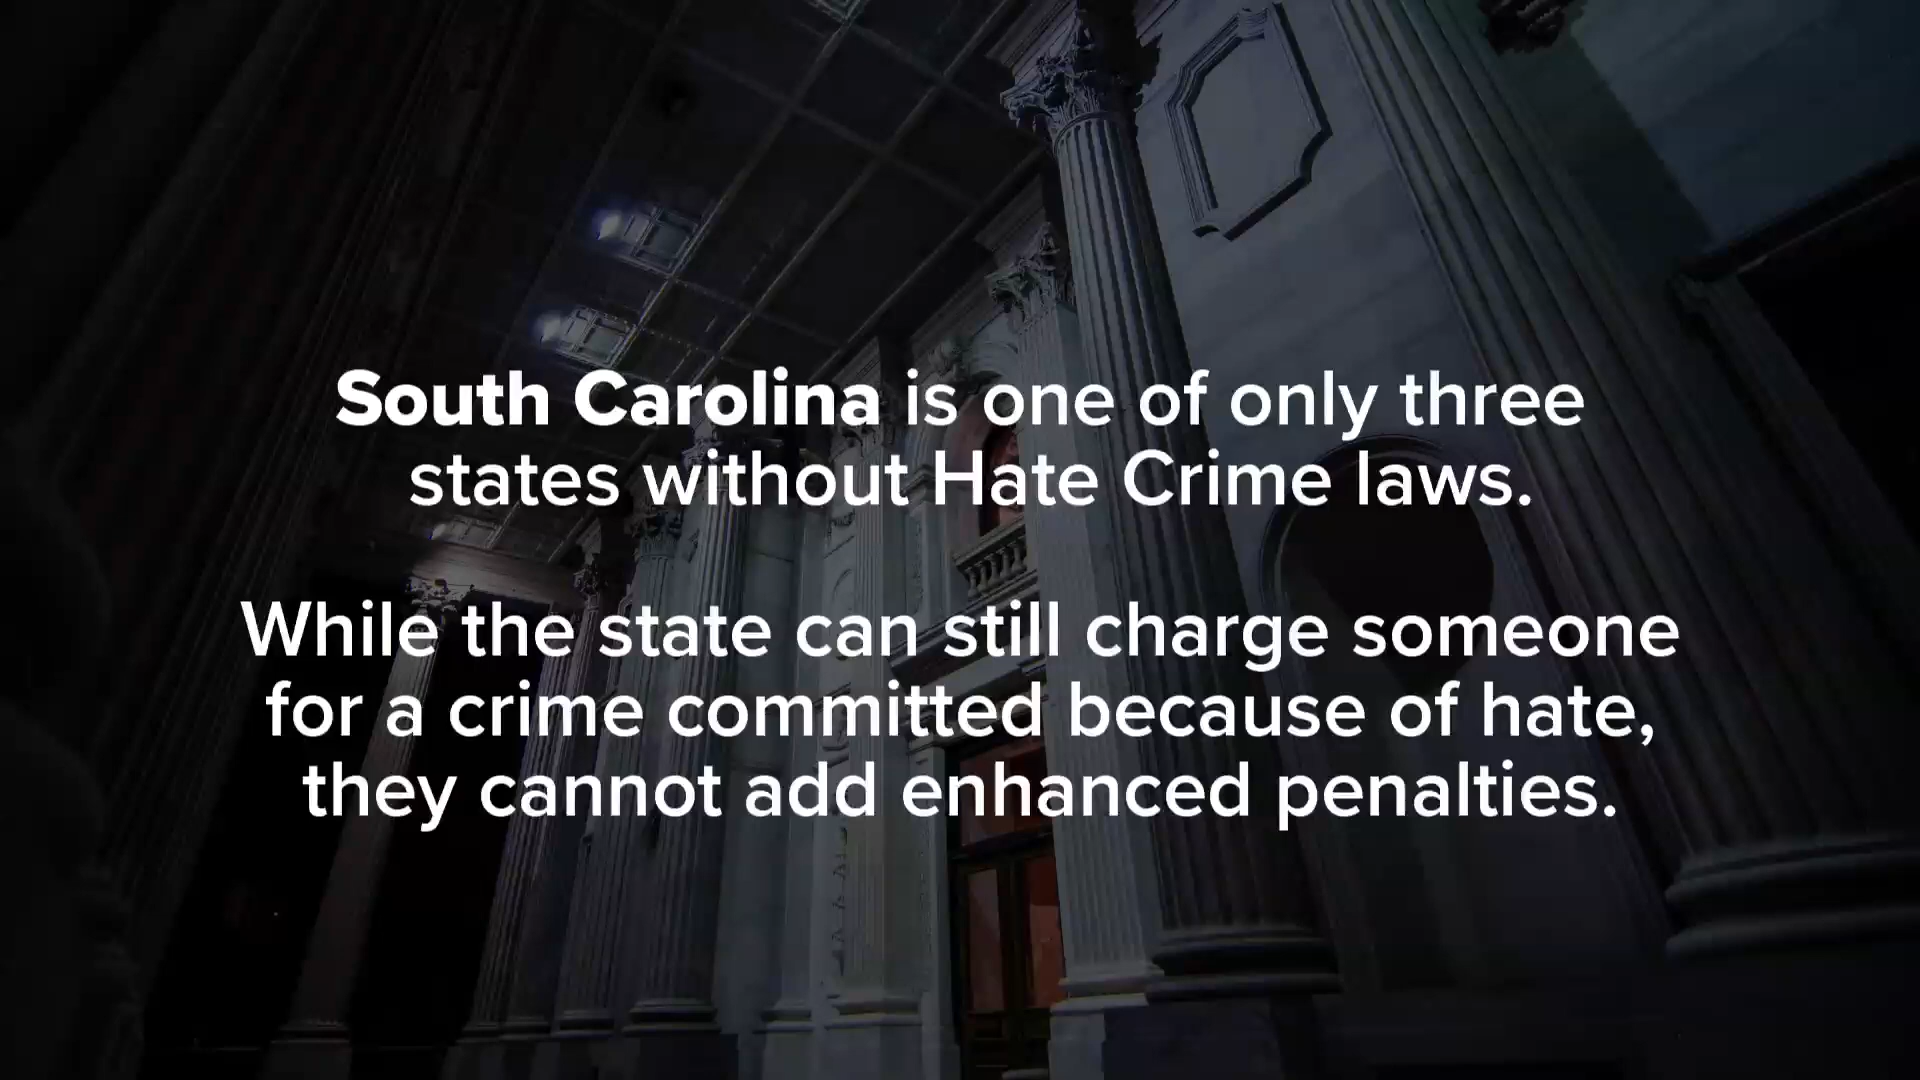 South Carolina is one of only three
states without Hate Crime laws.
While the state can still charge someone
for a crime committed because of hate,
they cannot add enhanced penalties.